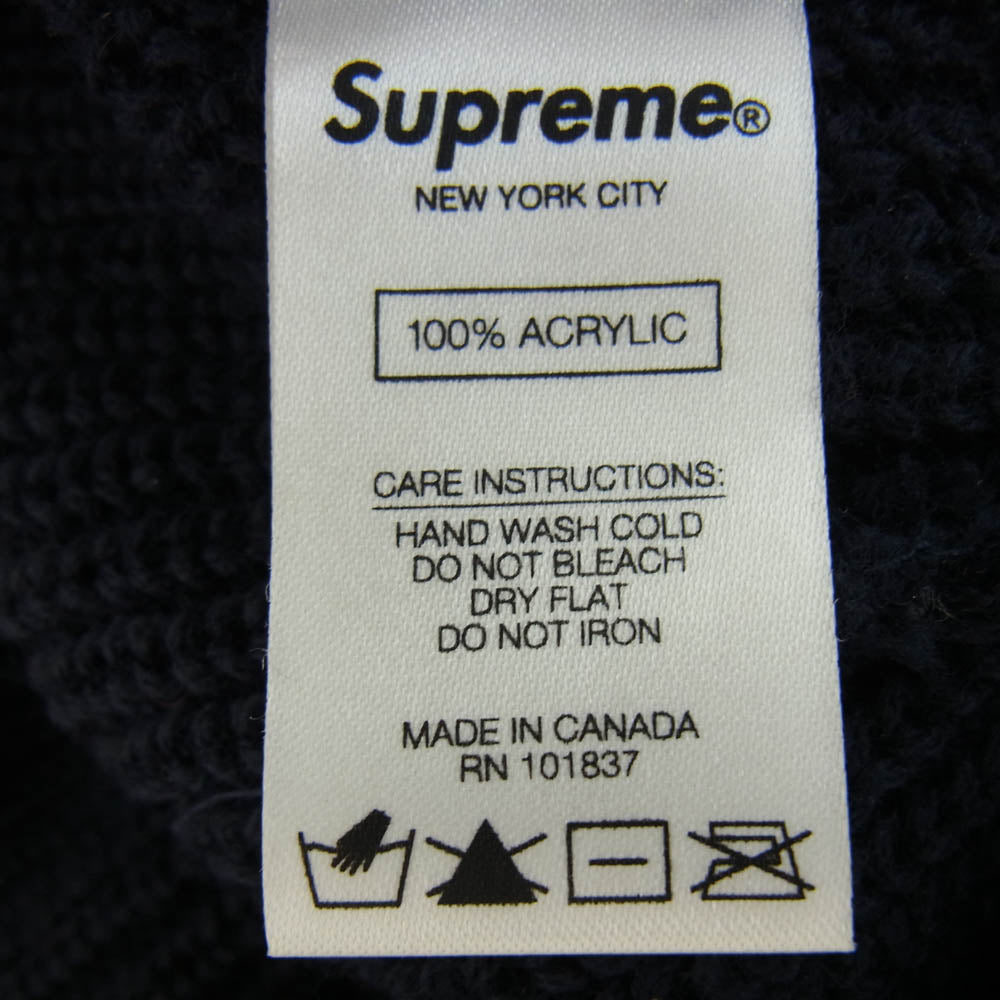 Supreme®
NEW YORK CITY
100% ACRYLIC
CARE INSTRUCTIONS:
HAND WASH COLD
DO NOT BLEACH
DRY FLAT
DO NOT IRON
MADE IN CANADA
RN 101837